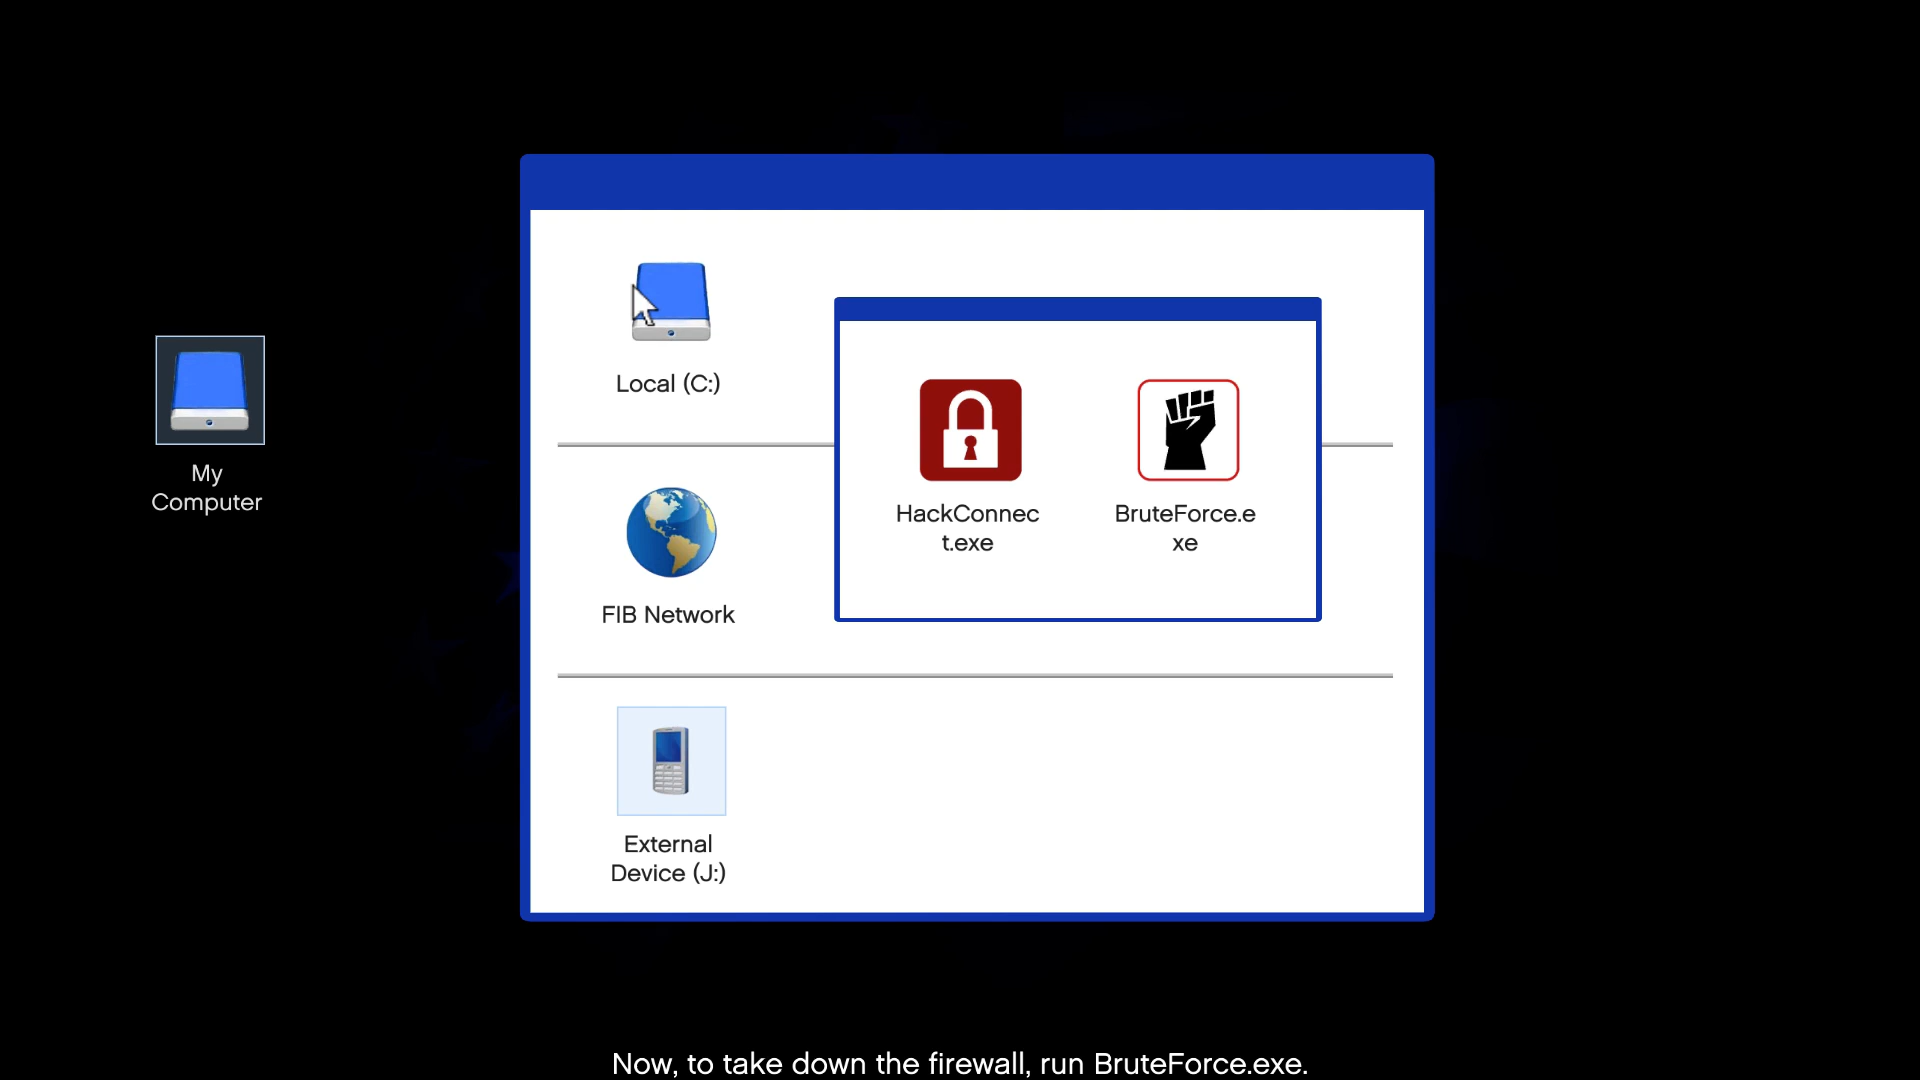 My
Computer
Local (C:)
HackConnec
t.exe
BruteForce.e
xe
FIB Network
External
Device (J:)
Now, to take down the firewall, run BruteForce.exe.